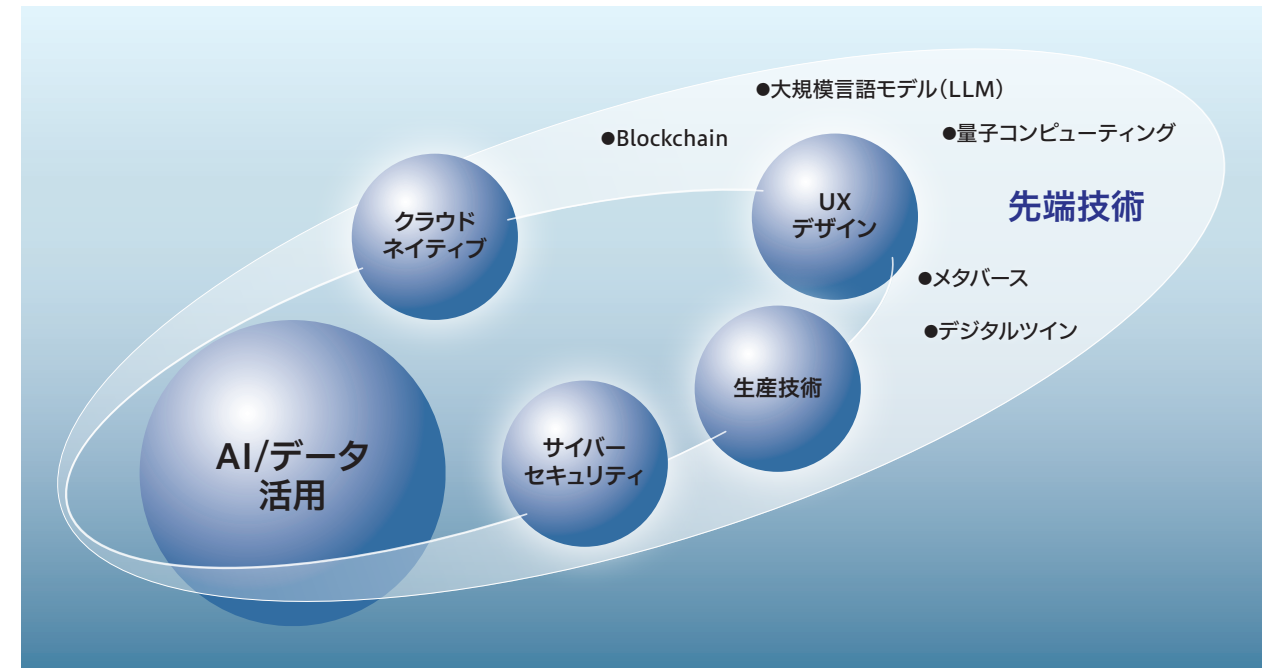 ●大規模言語モデル(LLM)
●Blockchain
●量子コンピューティング
クラウド
ネイティブ
UX
デザイン
先端技術
●メタバース
●デジタルツイン
生産技術
サイバー
セキュリティ
AI/データ
活用